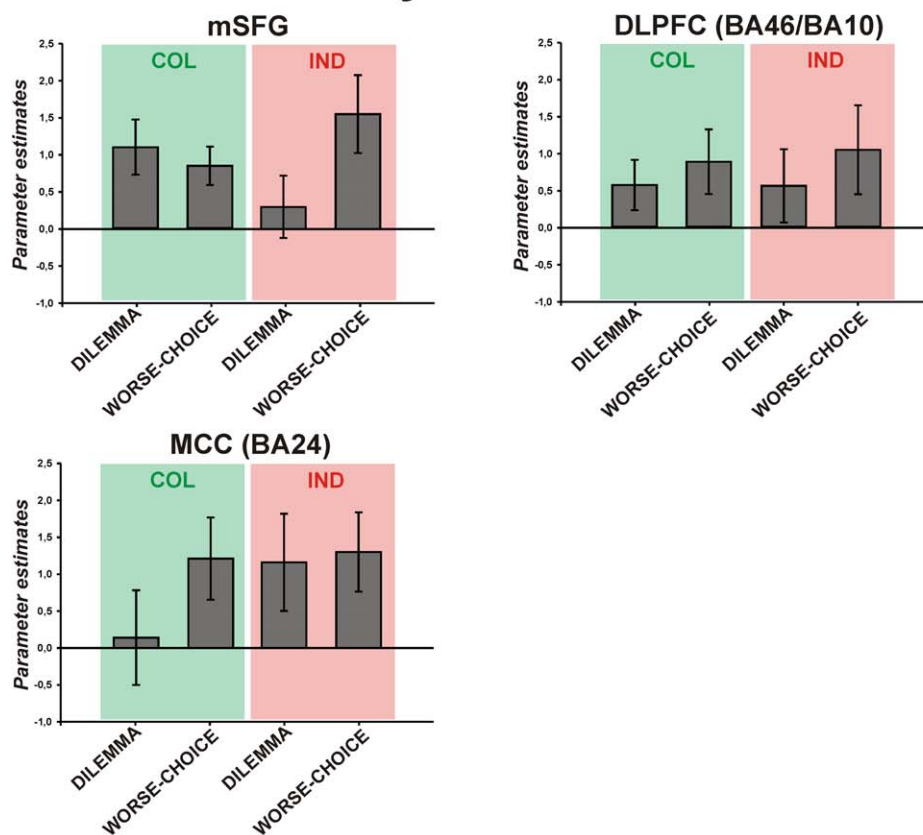 mSFG
COL
IND
Parameter estimates
2,5
2,0
1,5
1,0
0,5
0,0
-0,5
-1,0
DILEMMA
WORSE-CHOICE
DILEMMA
WORSE-CHOICE
DLPFC (BA46/BA10)
COL
IND
Parameter estimates
2,5
2,0
1,5
1,0
0,5
0,0
-0,5
-1,0
DILEMMA
WORSE-CHOICE
DILEMMA
WORSE-CHOICE
MCC (BA24)
COL
IND
Parameter estimates
2,5
2,0
1,5
1,0
0,5
0,0
-0,5
-1,0
DILEMMA
WORSE-CHOICE
DILEMMA
WORSE-CHOICE